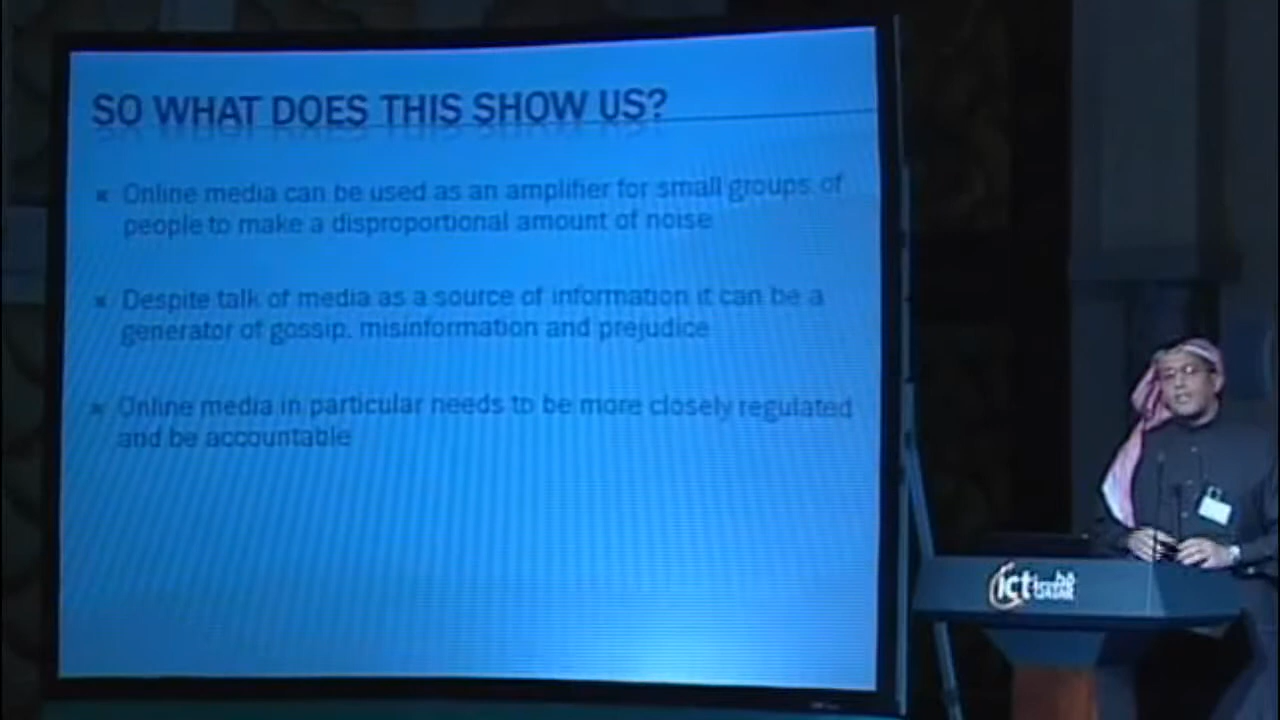 SO WHAT DOES THIS SHOW US?
Online media can be used as an amplifier for small groups of
people to make a disproportional amount of noise
Despite talk of media as a source of information it can be a
generator of gossip, misinformation and prejudice
Online media in particular needs to be more closely regulated
and be accountable
ict